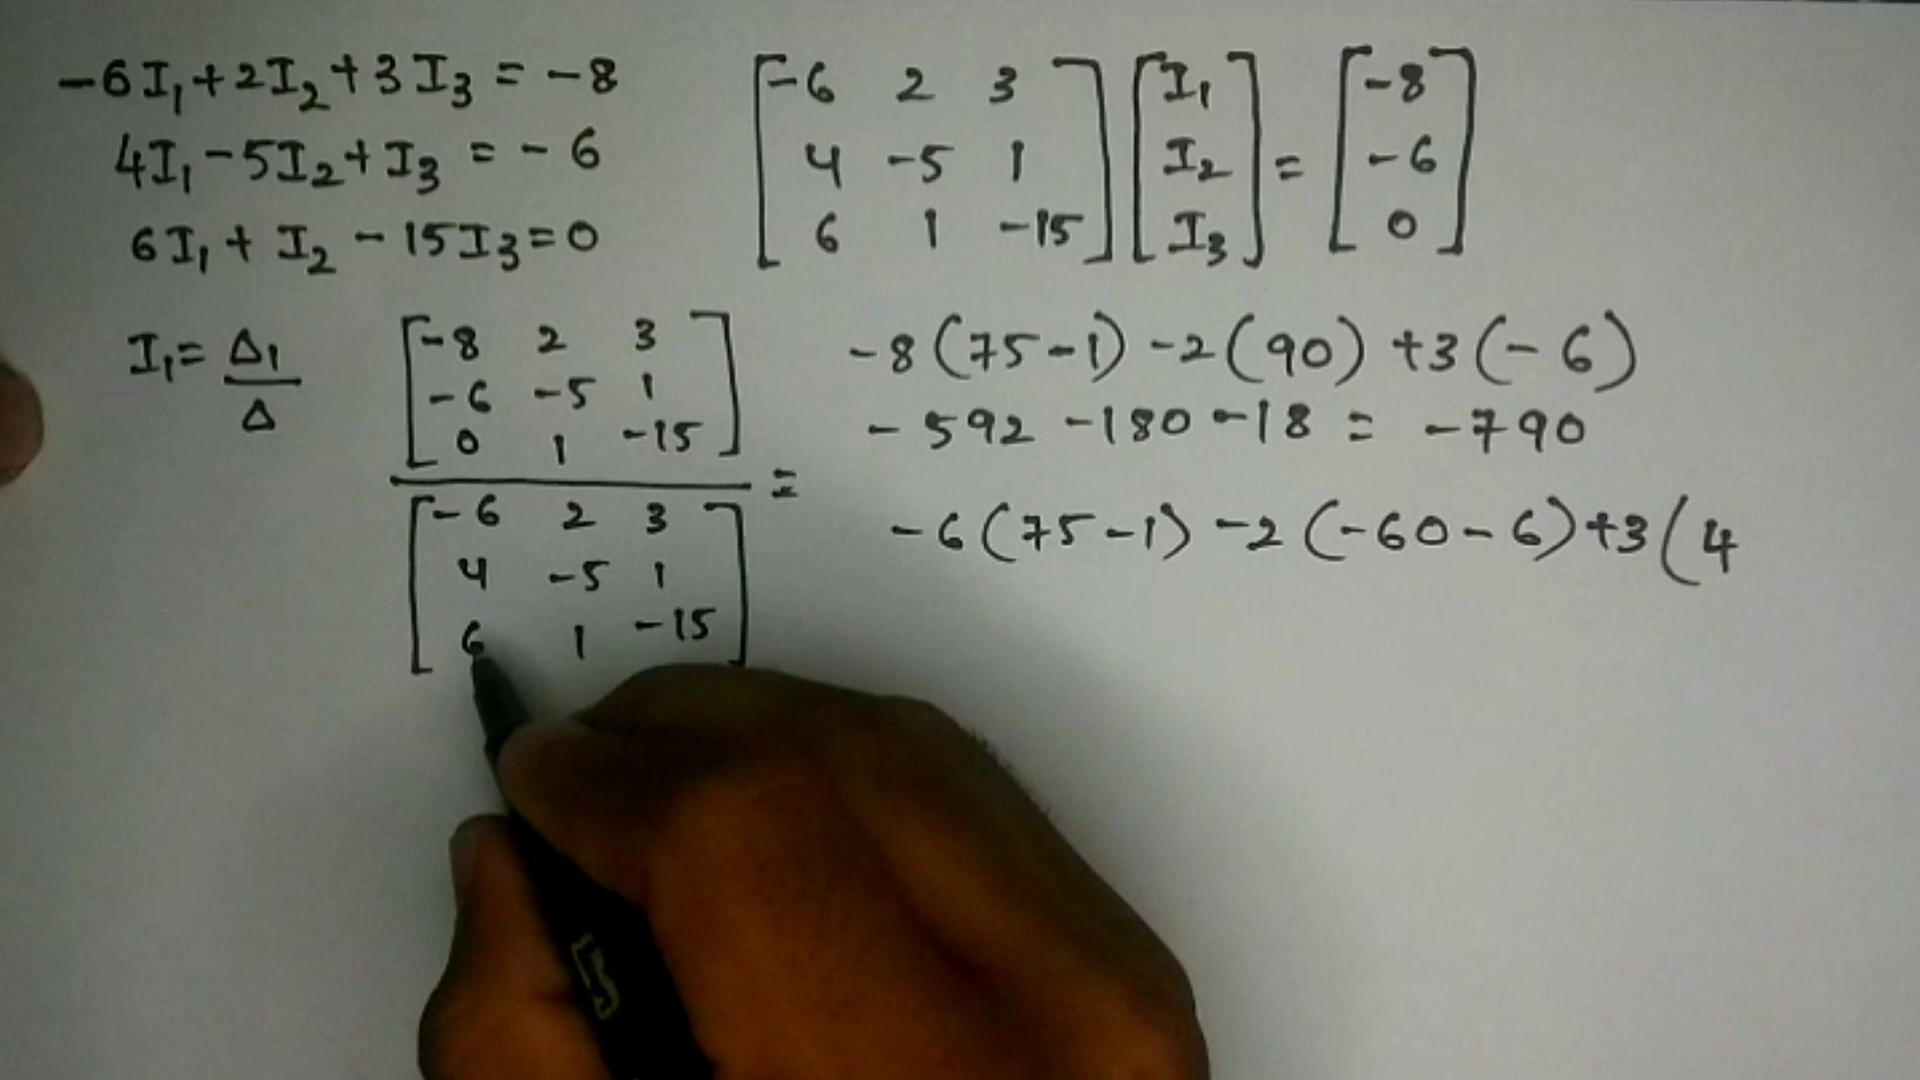 -6I₁+2I₂+3I₃ = -8
4I₁-5I₂+I₃ = -6
6I₁+I₂-15I₃=0
[-6 2 3] [I₁] = [-8]
[4 -5 1] [I₂] = [-6]
[6 1 -15] [I₃] = [0]
I₁= Δ₁
Δ
[-8 2 3]
[-6 -5 1]
[0 1 -15]
=
[-6 2 3]
[4 -5 1]
[6 1 -15]
-8(75-1)-2(90)+3(-6)
-592-180-18 = -790
-6(75-1)-2(-60-6)+3(4